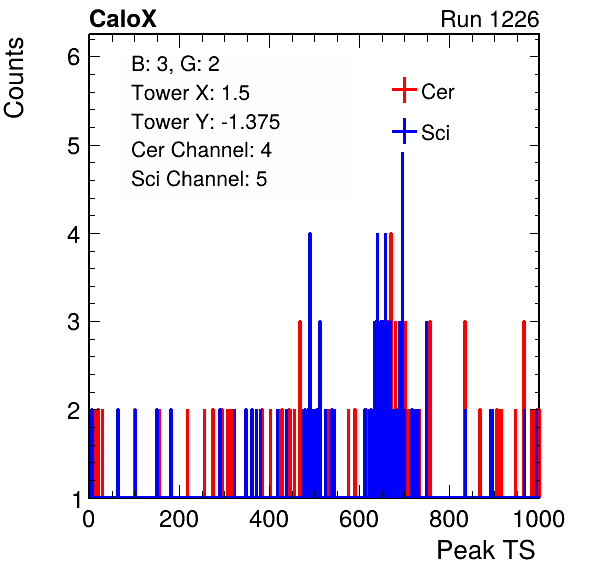 CaloX Run 1226
Counts
B: 3, G: 2
Tower X: 1.5
Tower Y: -1.375
Cer Channel: 4
Sci Channel: 5
Cer
Sci
6
5
4
3
2
1
0 200 400 600 800 1000
Peak TS